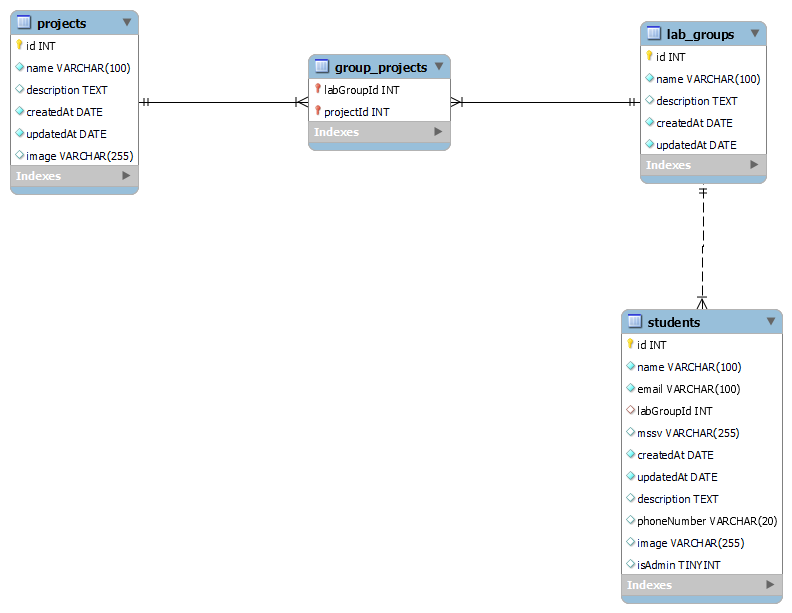 projects
id INT
name VARCHAR(100)
description TEXT
createdAt DATE
updatedAt DATE
image VARCHAR(255)
Indexes
group_projects
labGroupId INT
projectId INT
Indexes
lab_groups
id INT
name VARCHAR(100)
description TEXT
createdAt DATE
updatedAt DATE
Indexes
students
id INT
name VARCHAR(100)
email VARCHAR(100)
labGroupId INT
mssv VARCHAR(255)
createdAt DATE
updatedAt DATE
description TEXT
phoneNumber VARCHAR(20)
image VARCHAR(255)
isAdmin TINYINT
Indexes